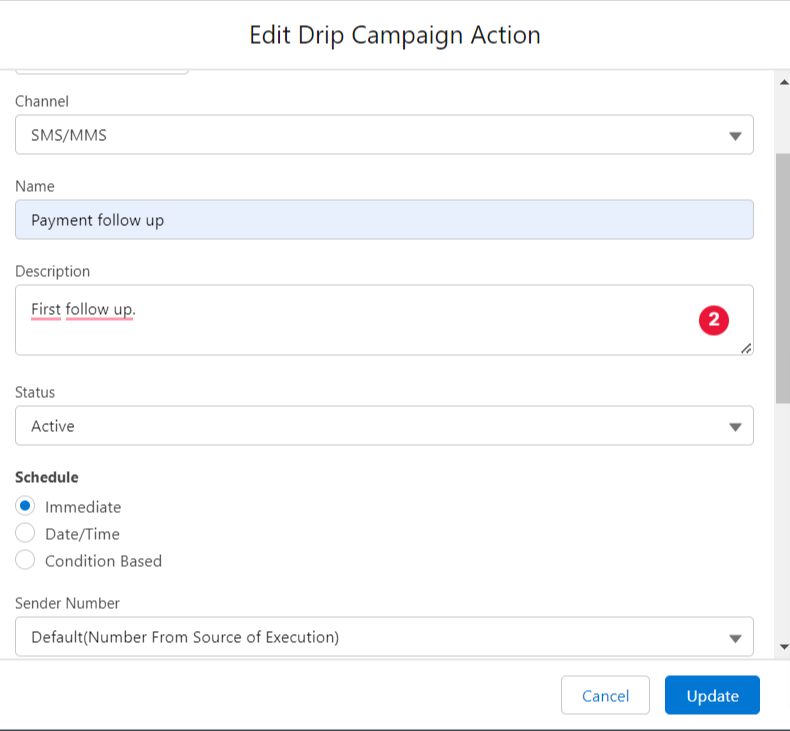 Edit Drip Campaign Action
Channel
SMS/MMS
Name
Payment follow up
Description
First follow up.
2
Status
Active
Schedule
Immediate
Date/Time
Condition Based
Sender Number
Default(Number From Source of Execution)
Cancel
Update